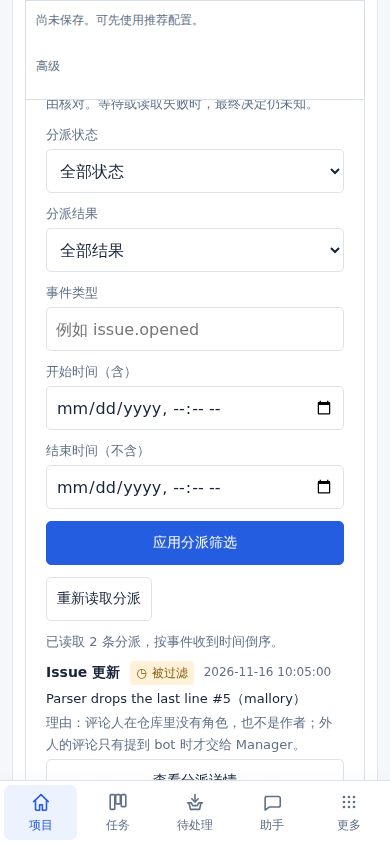 尚未保存。可先使用推荐配置。
高级
由核对。等待或读取失败时，最终决定仍未知。
分派状态
全部状态
分派结果
全部结果
事件类型
例如 issue.opened
开始时间（含）
mm/dd/yyyy, --:-- --
结束时间（不含）
mm/dd/yyyy, --:-- --
应用分派筛选
重新读取分派
已读取 2 条分派，按事件收到时间倒序。
Issue 更新 被过滤 2026-11-16 10:05:00
Parser drops the last line #5（mallory）
理由：评论人在仓库里没有角色，也不是作者；外
人的评论只有提到 bot 时才交给 Manager。
查看分派详情
项目 任务 待处理 助手 更多